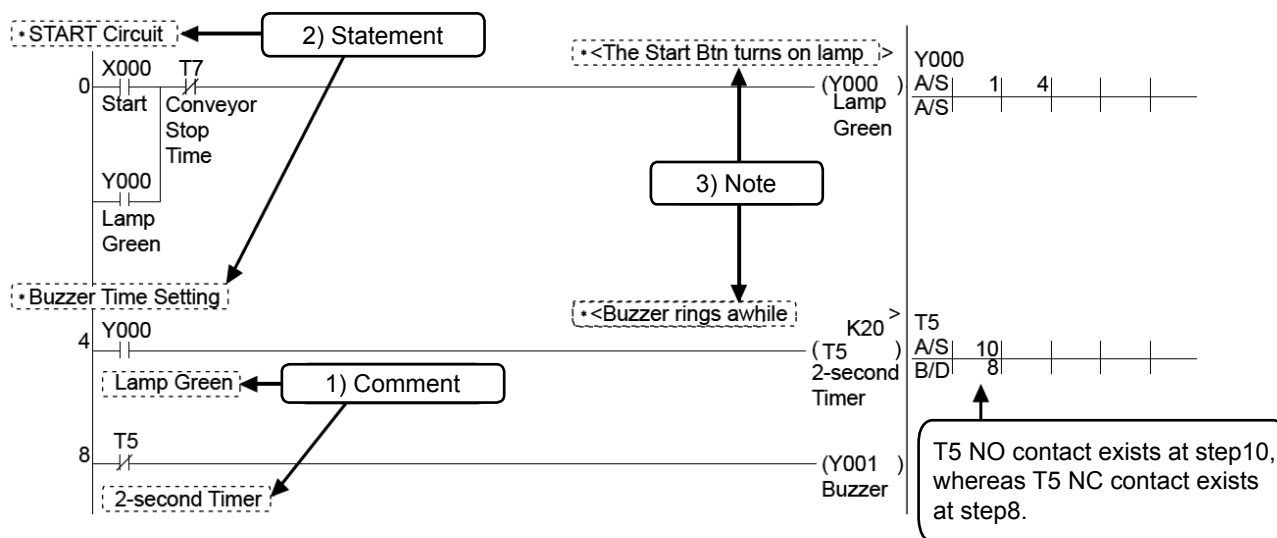 *START Circuit
2) Statement
*<The Start Btn turns on lamp >
0
X000 T7
Start Conveyor
Stop
Time
(Y000 )
Lamp
Green
Y000
A/S 1 4
A/S
Y000
Lamp
Green
3) Note
*Buzzer Time Setting
*<Buzzer rings awhile >
4
Y000
Lamp Green
1) Comment
K20
(T5 )
2-second
Timer
T5
A/S 10
B/D 8
8
T5
2-second Timer
(Y001 )
Buzzer
T5 NO contact exists at step10,
whereas T5 NC contact exists
at step8.